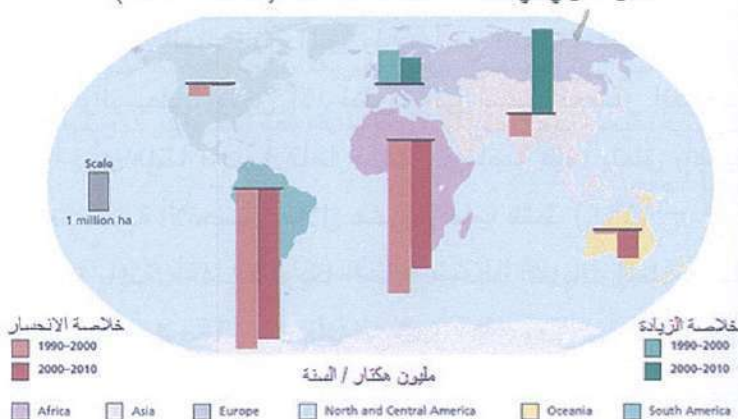 Scale
1 million ha
خلاصة الانحسار
1990–2000
2000–2010
مليون هكتار / السنة
خلاصة الزيادة
1990–2000
2000–2010
Africa
Asia
Europe
North and Central America
Oceania
South America